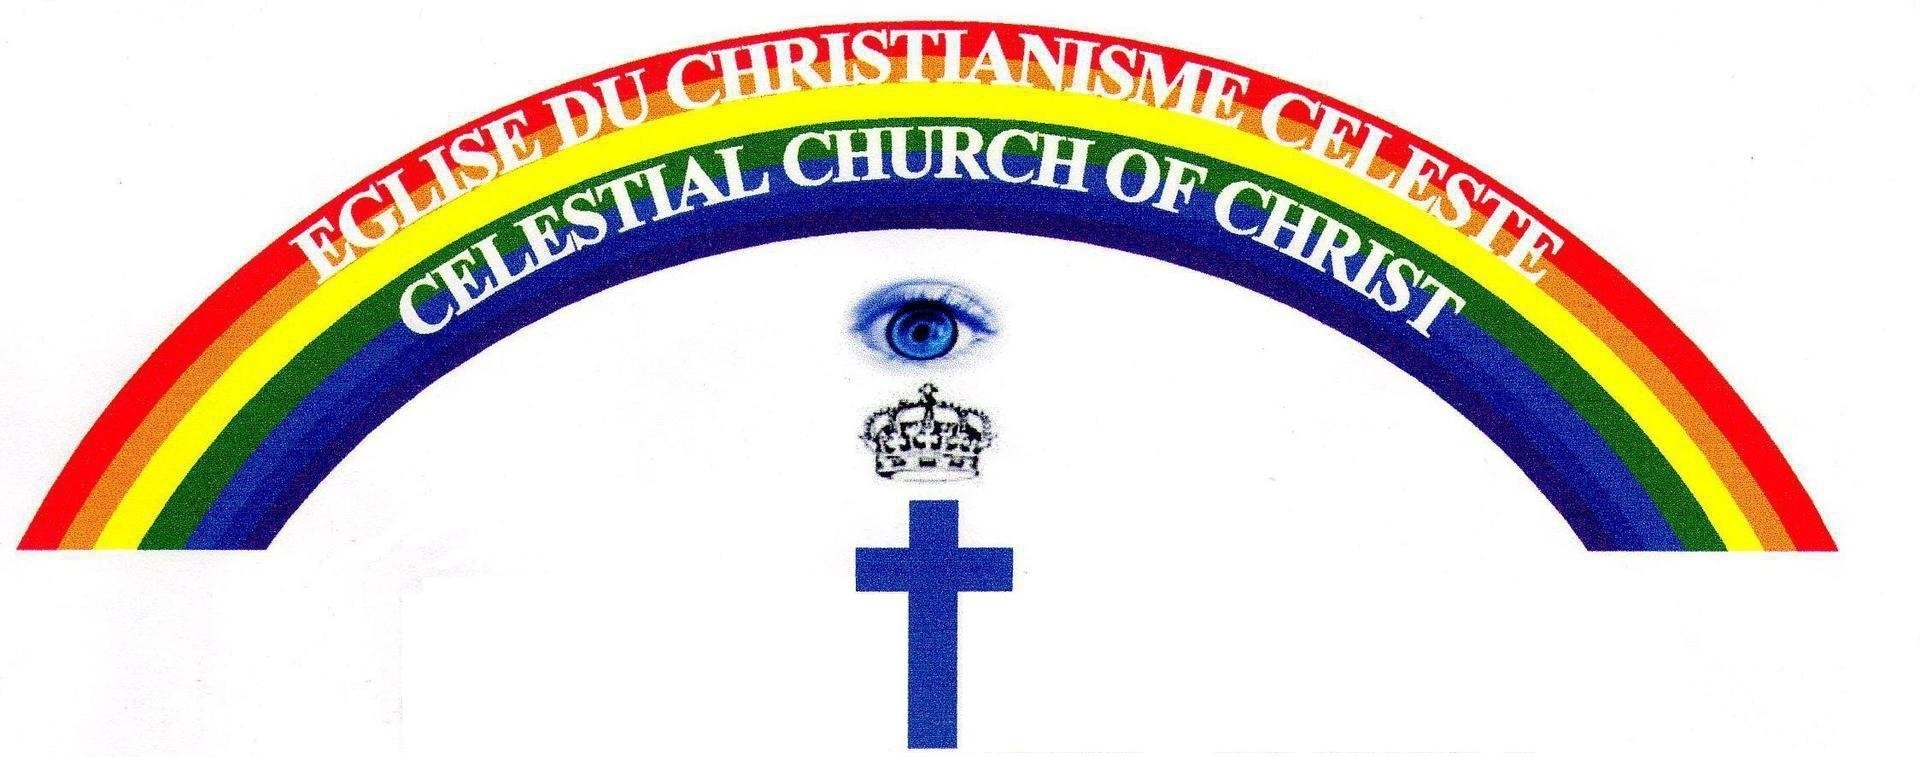 EGLISE DU CHRISTIANISME CELESTE
CELESTIAL CHURCH OF CHRIST